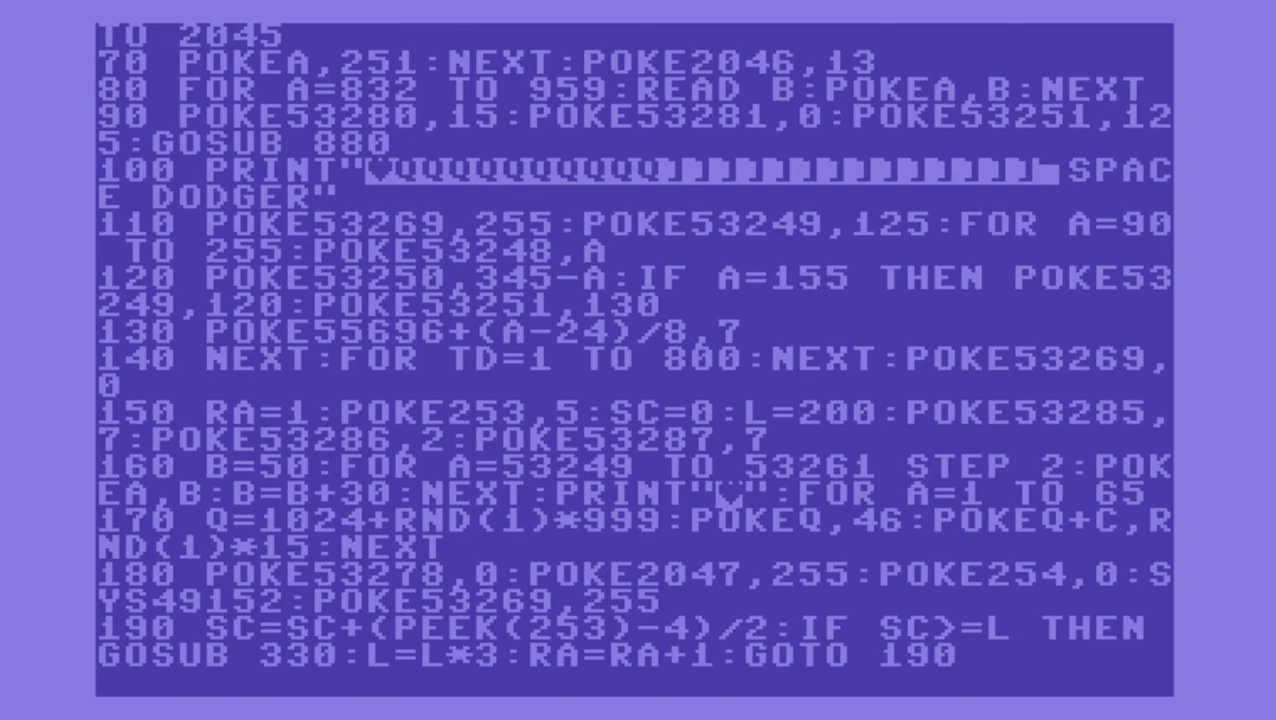 TO 2045
70 POKEA,251:NEXT:POKE2046,13
80 FOR A=832 TO 959:READ B:POKEA,B:NEXT
90 POKE53280,15:POKE53281,0:POKE53251,12
5:GOSUB 880
100 PRINT"♥QQQQQQQQQQ]]]]]]]]]]]]]] SPAC
E DODGER"
110 POKE53269,255:POKE53249,125:FOR A=90
 TO 255:POKE53248,A
120 POKE53250,345-A:IF A=155 THEN POKE53
249,120:POKE53251,130
130 POKE55696+(A-24)/8,7
140 NEXT:FOR TD=1 TO 800:NEXT:POKE53269,
0
150 RA=1:POKE253,5:SC=0:L=200:POKE53285,
7:POKE53286,2:POKE53287,7
160 B=50:FOR A=53249 TO 53261 STEP 2:POK
EA,B:B=B+30:NEXT:PRINT"♥":FOR A=1 TO 65
170 Q=1024+RND(1)*999:POKEQ,46:POKEQ+C,R
ND(1)*15:NEXT
180 POKE53278,0:POKE2047,255:POKE254,0:S
YS49152:POKE53269,255
190 SC=SC+(PEEK(253)-4)/2:IF SC>=L THEN
GOSUB 330:L=L*3:RA=RA+1:GOTO 190